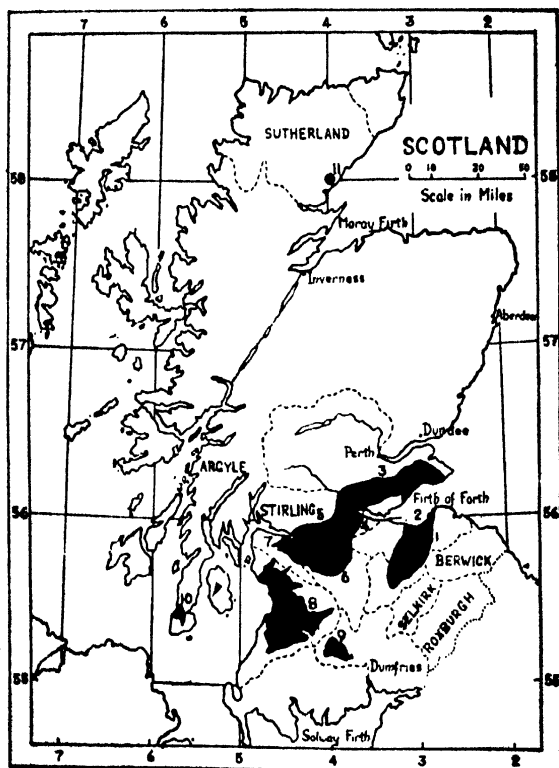 7 6 5 4 3 2
SUTHERLAND
SCOTLAND
0 10 30 50
Scale in Miles
11
58 58
Moray Firth
Inverness
Aberdeen
57 57
Dundee
Perth
3
ARGYLE
56 56
STIRLING
5
Firth of Forth
2
7
1
BERWICK
6
SELKIRK
ROXBURGH
10
8
9
Dumfries
55 55
Solway Firth
7 6 5 4 3 2